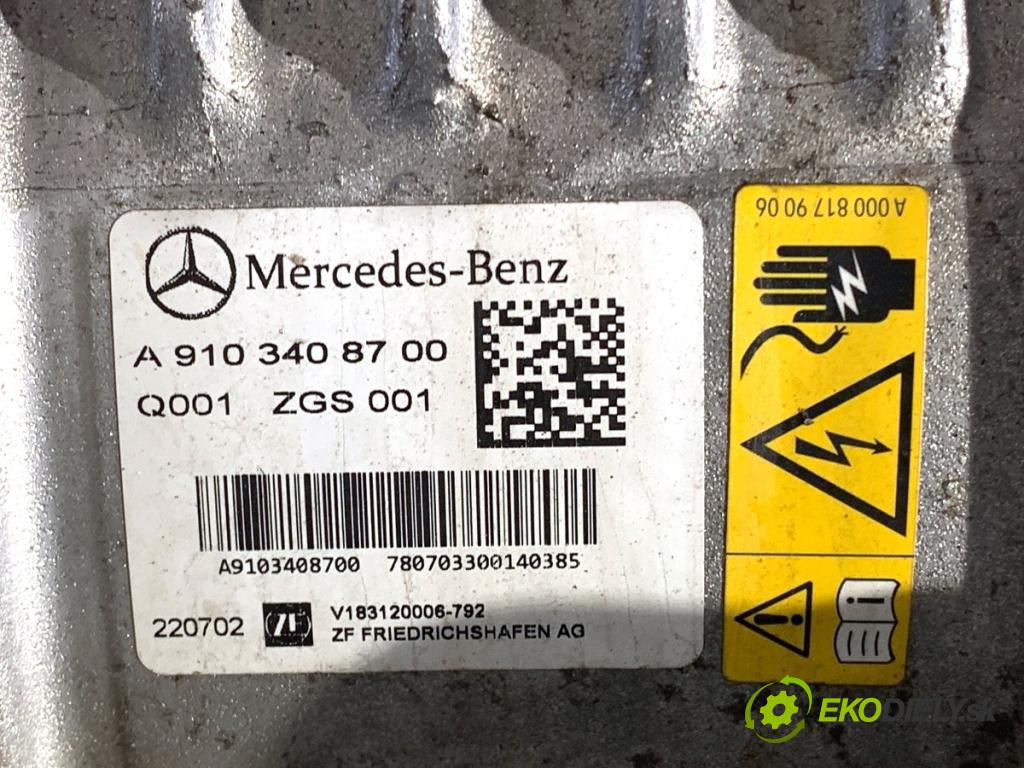 Mercedes-Benz
A 910 340 87 00
Q001 ZGS 001
A9103408700 780703300140385
220702 ZF V183120006-792
ZF FRIEDRICHSHAFEN AG
A 000 817 90 06
i
EKODIELY.sk